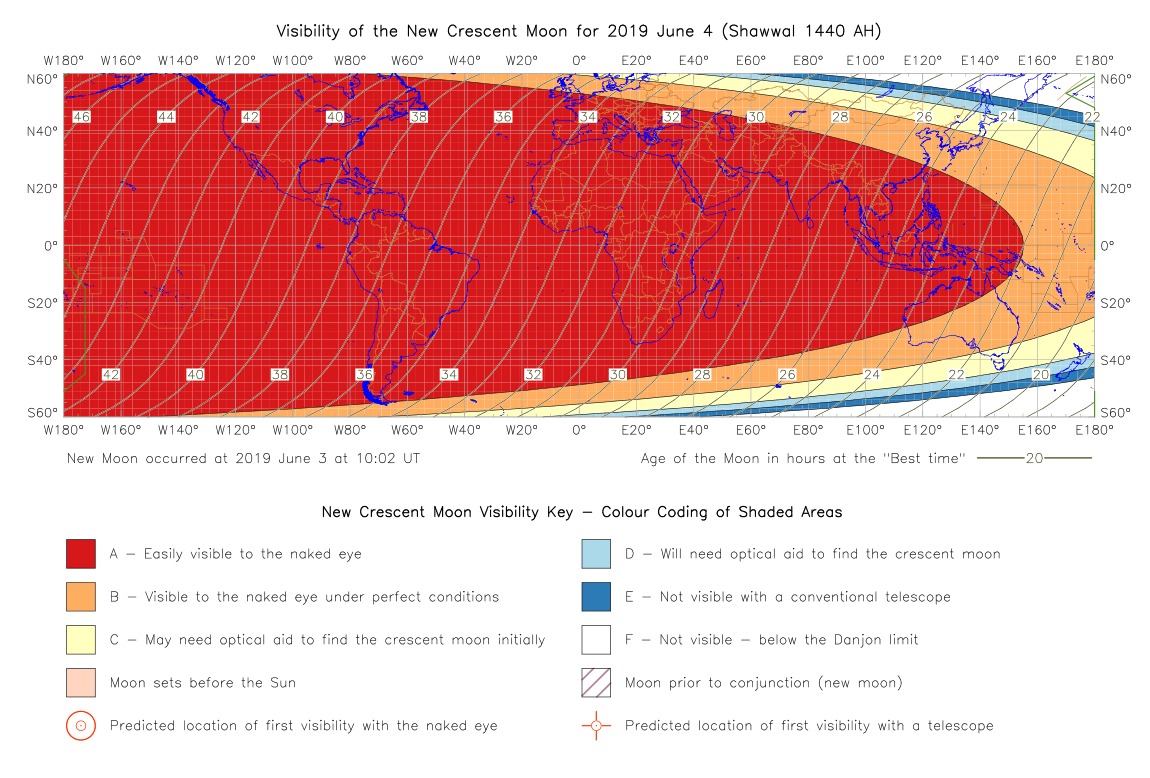 Visibility of the New Crescent Moon for 2019 June 4 (Shawwal 1440 AH)
W180° W160° W140° W120° W100° W80° W60° W40° W20° 0° E20° E40° E60° E80° E100° E120° E140° E160° E180°
N60° N60°
46 44 42 40 38 36 34 32 30 28 26 24 22
N40° N40°
N20° N20°
0° 0°
S20° S20°
S40° S40°
42 40 38 36 34 32 30 28 26 24 22 20
S60° S60°
W180° W160° W140° W120° W100° W80° W60° W40° W20° 0° E20° E40° E60° E80° E100° E120° E140° E160° E180°
New Moon occurred at 2019 June 3 at 10:02 UT
Age of the Moon in hours at the "Best time" 20
New Crescent Moon Visibility Key – Colour Coding of Shaded Areas
A – Easily visible to the naked eye
B – Visible to the naked eye under perfect conditions
C – May need optical aid to find the crescent moon initially
Moon sets before the Sun
Predicted location of first visibility with the naked eye
D – Will need optical aid to find the crescent moon
E – Not visible with a conventional telescope
F – Not visible – below the Danjon limit
Moon prior to conjunction (new moon)
Predicted location of first visibility with a telescope